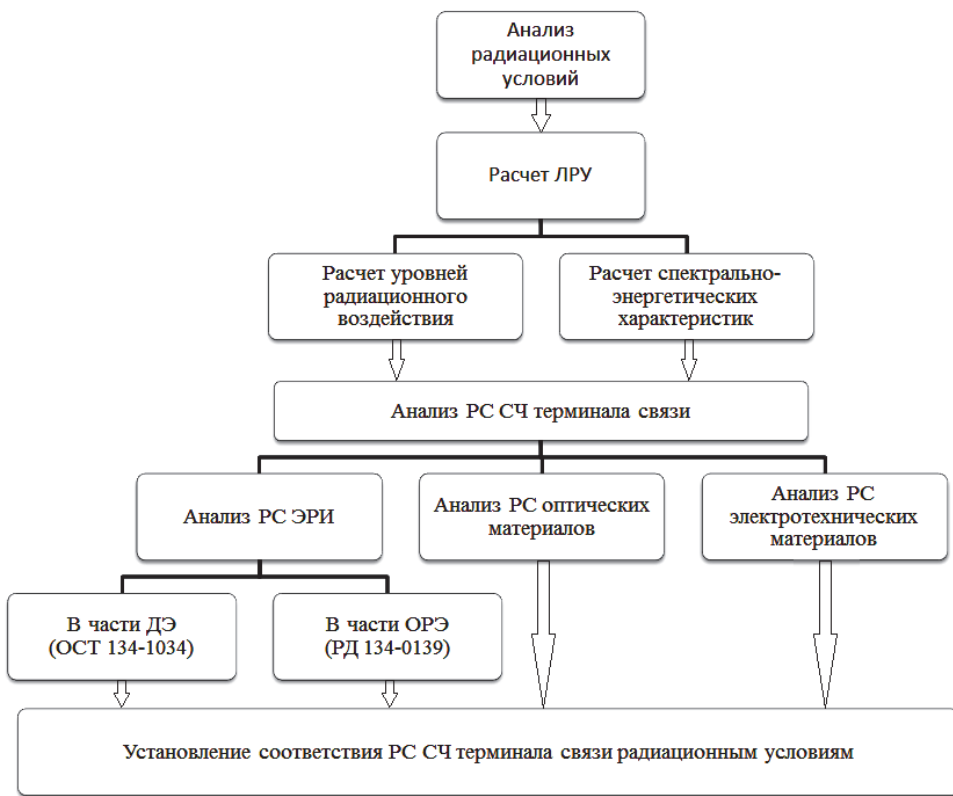 Анализ
радиационных
условий
Расчет ЛРУ
Расчет уровней
радиационного
воздействия
Расчет спектрально-
энергетических
характеристик
Анализ РС СЧ терминала связи
Анализ РС ЭРИ
Анализ РС оптических
материалов
Анализ РС
электротехнических
материалов
В части ДЭ
(ОСТ 134-1034)
В части ОРЭ
(РД 134-0139)
Установление соответствия РС СЧ терминала связи радиационным условиям